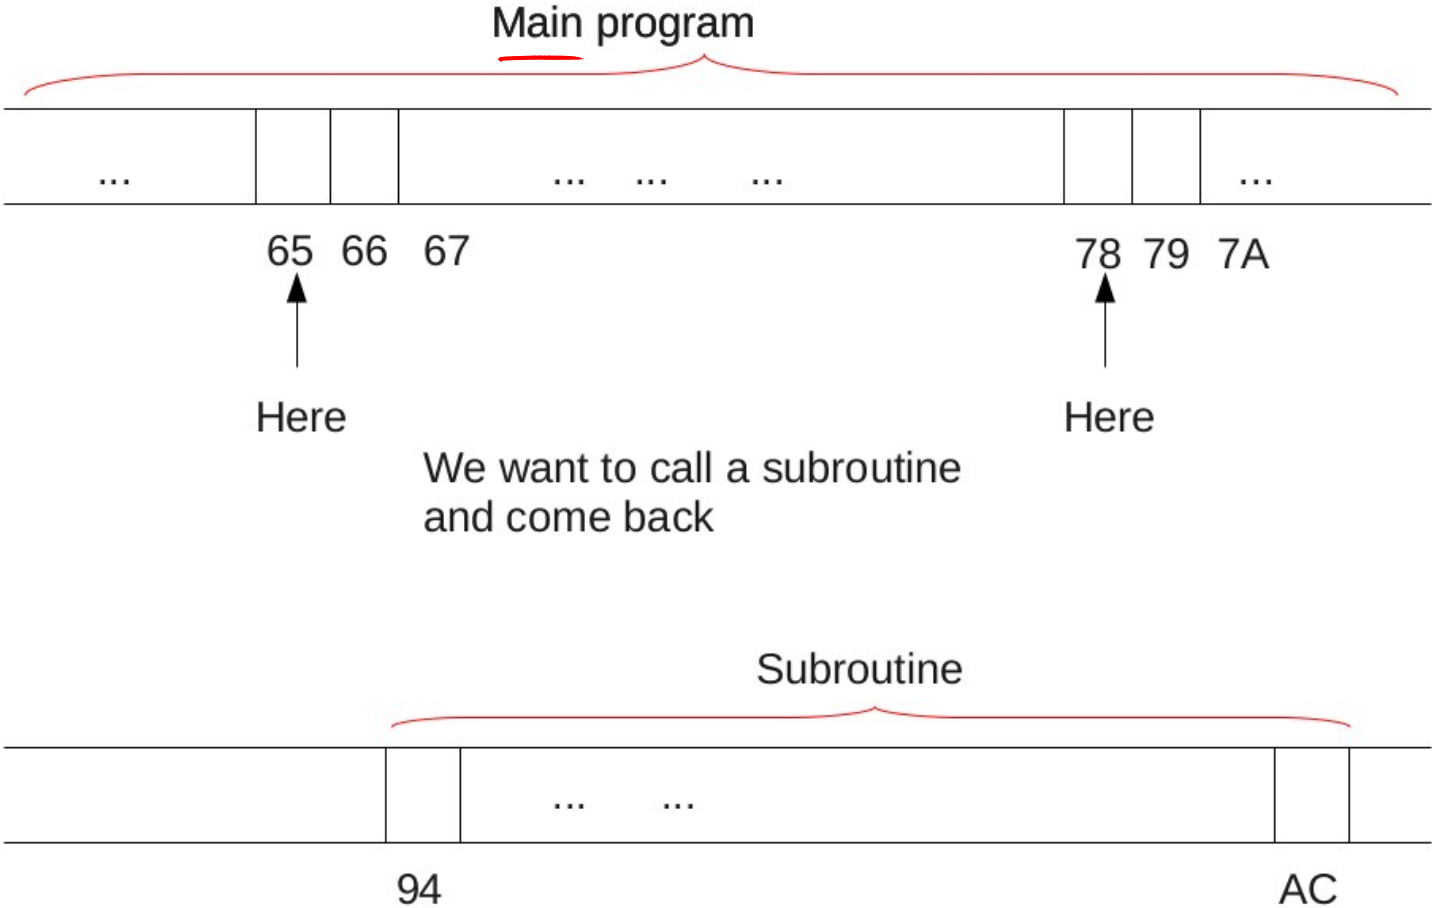 Main program
... ... ... ... ...
65 66 67 78 79 7A
Here Here
We want to call a subroutine
and come back
Subroutine
... ...
94 AC